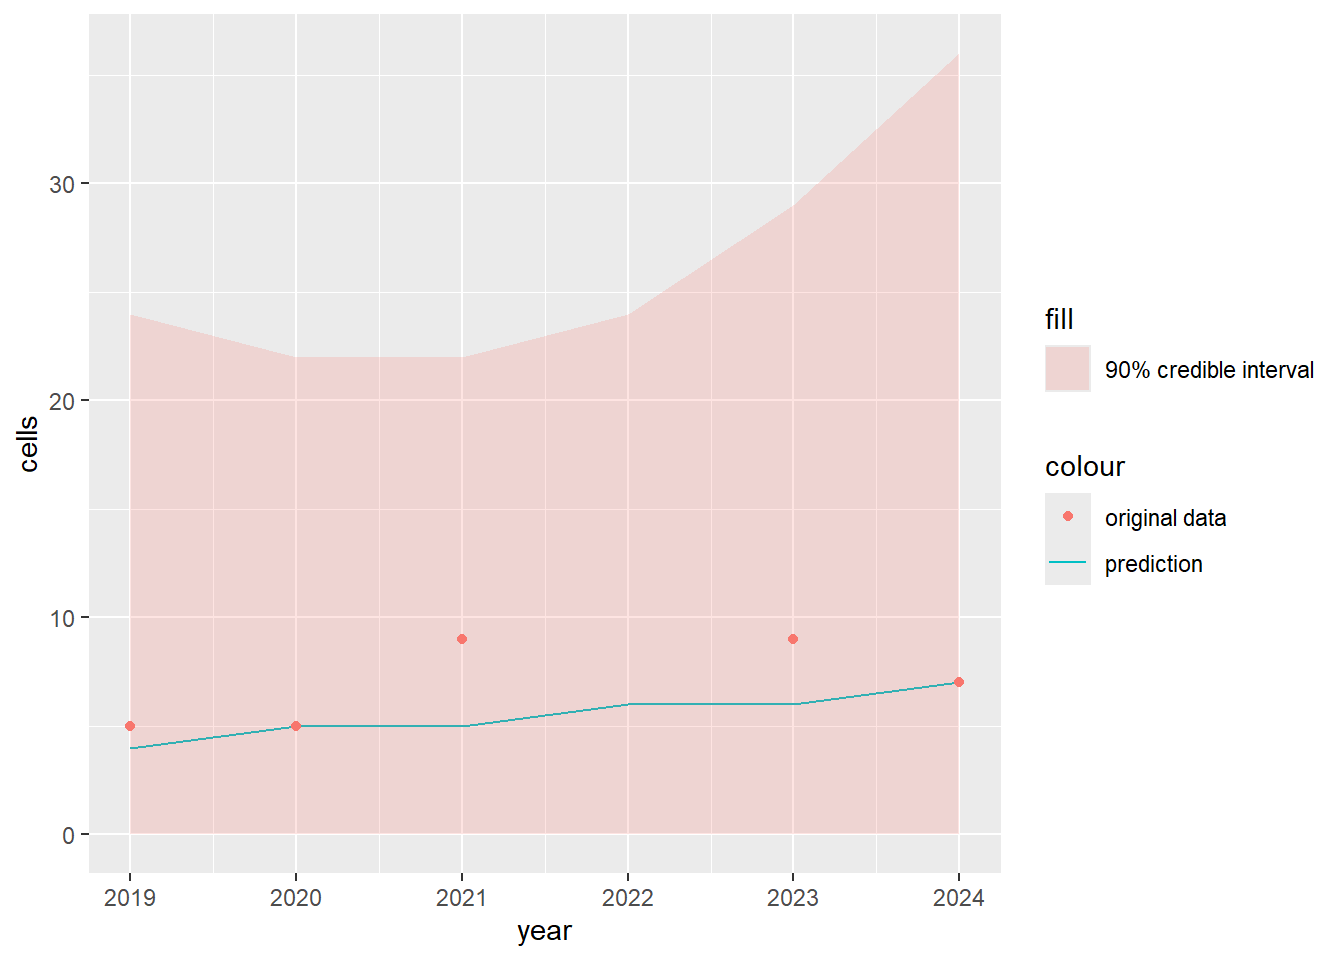 30
20
10
0
cells
2019 2020 2021 2022 2023 2024
year
fill
90% credible interval
colour
original data
prediction